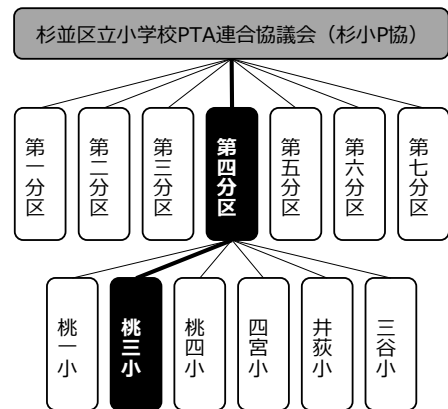 杉並区立小学校PTA連合協議会（杉小P協）
第一分区
第二分区
第三分区
第四分区
第五分区
第六分区
第七分区
桃一小
桃三小
桃四小
四宮小
井荻小
三谷小